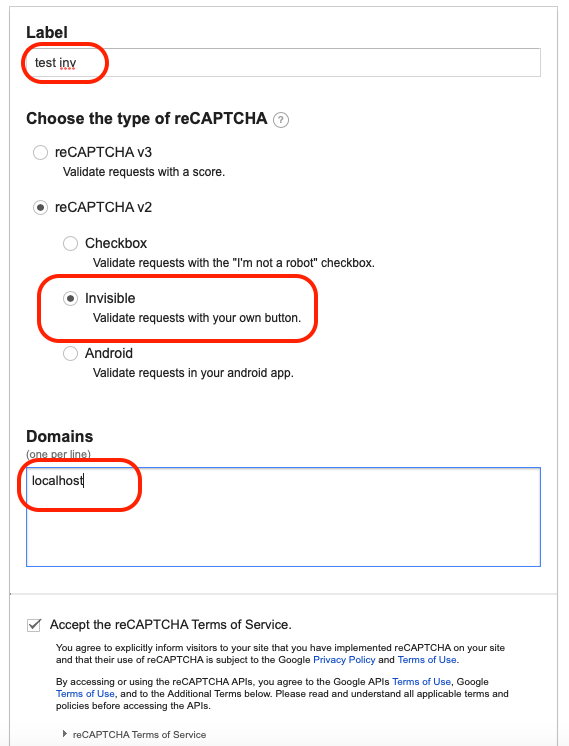 Label
test inv
Choose the type of reCAPTCHA ?
reCAPTCHA v3
Validate requests with a score.
reCAPTCHA v2
Checkbox
Validate requests with the "I'm not a robot" checkbox.
Invisible
Validate requests with your own button.
Android
Validate requests in your android app.
Domains
(one per line)
localhost
Accept the reCAPTCHA Terms of Service.
You agree to explicitly inform visitors to your site that you have implemented reCAPTCHA on your site
and that their use of reCAPTCHA is subject to the Google Privacy Policy and Terms of Use.
By accessing or using the reCAPTCHA APIs, you agree to the Google APIs Terms of Use, Google
Terms of Use, and to the Additional Terms below. Please read and understand all applicable terms and
policies before accessing the APIs.
reCAPTCHA Terms of Service